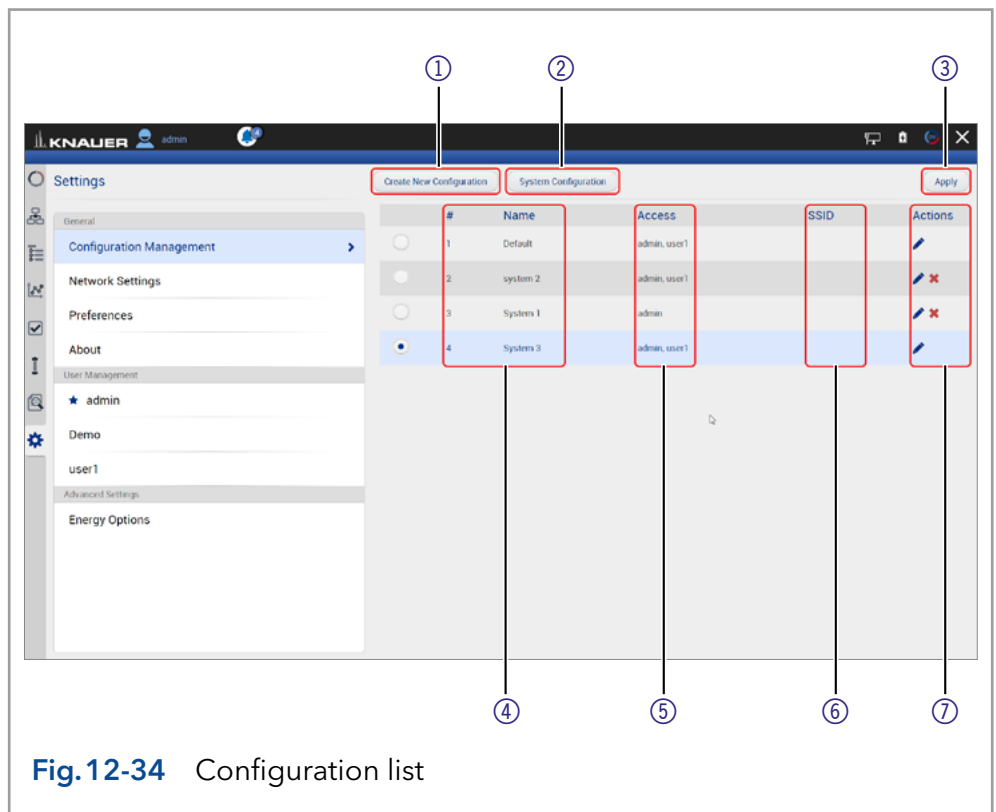 ① ② ③
KNAUER admin 4
Settings
Create New Configuration System Configuration Apply
General
Configuration Management
Network Settings
Preferences
About
User Management
★ admin
Demo
user1
Advanced Settings
Energy Options
# Name Access SSID Actions
1 Default admin, user1
2 system 2 admin, user1
3 System 1 admin
4 System 3 admin, user1
④ ⑤ ⑥ ⑦
Fig.12-34 Configuration list